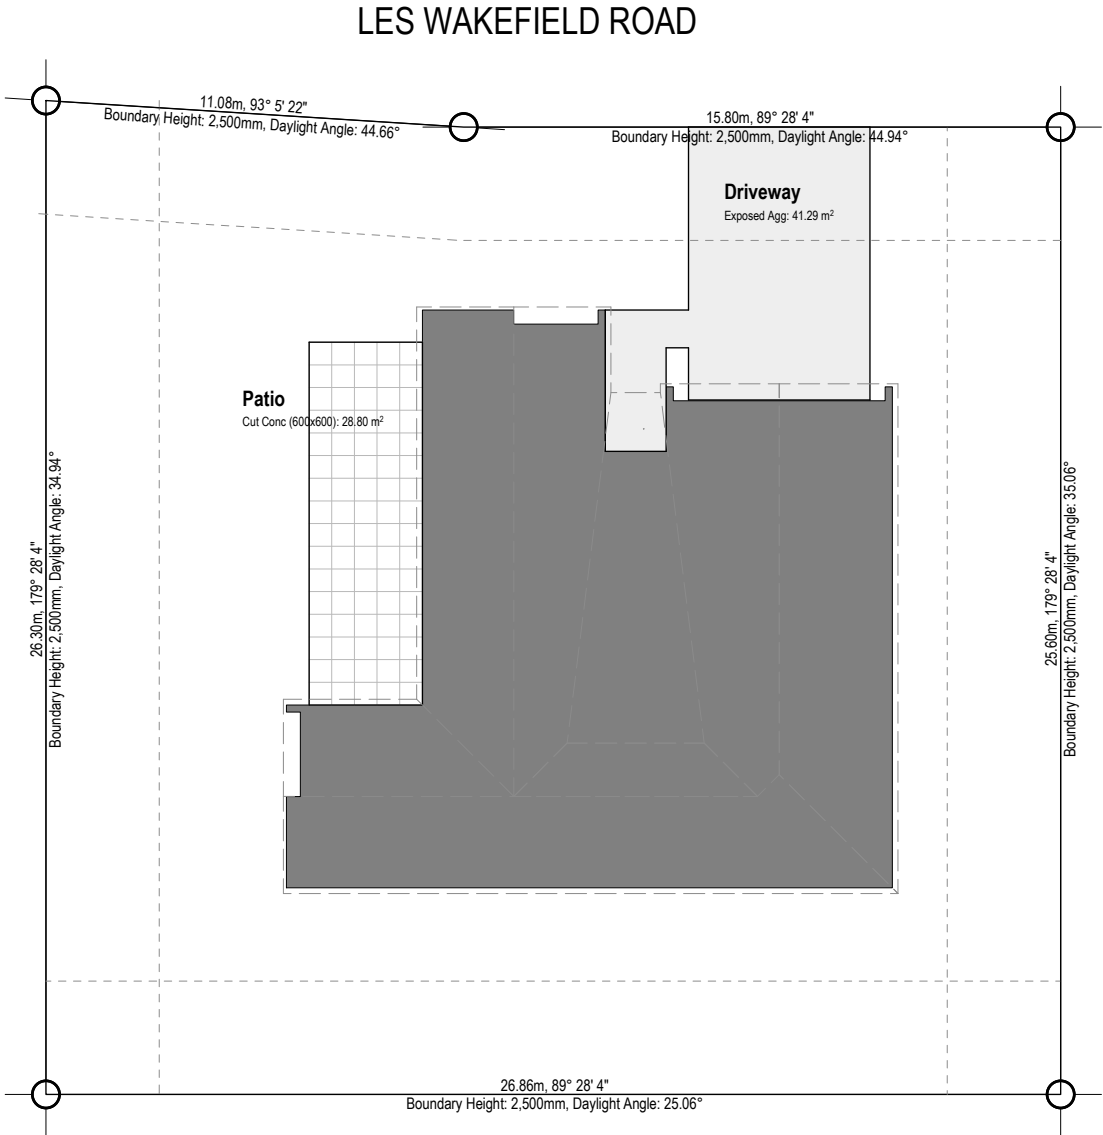 LES WAKEFIELD ROAD
11.08m, 93° 5' 22"
Boundary Height: 2,500mm, Daylight Angle: 44.66°
15.80m, 89° 28' 4"
Boundary Height: 2,500mm, Daylight Angle: 44.94°
Driveway
Exposed Agg: 41.29 m²
Patio
Cut Conc (600x600): 28.80 m²
26.30m, 179° 28' 4"
Boundary Height: 2,500mm, Daylight Angle: 34.94°
25.60m, 179° 28' 4"
Boundary Height: 2,500mm, Daylight Angle: 35.06°
26.86m, 89° 28' 4"
Boundary Height: 2,500mm, Daylight Angle: 25.06°